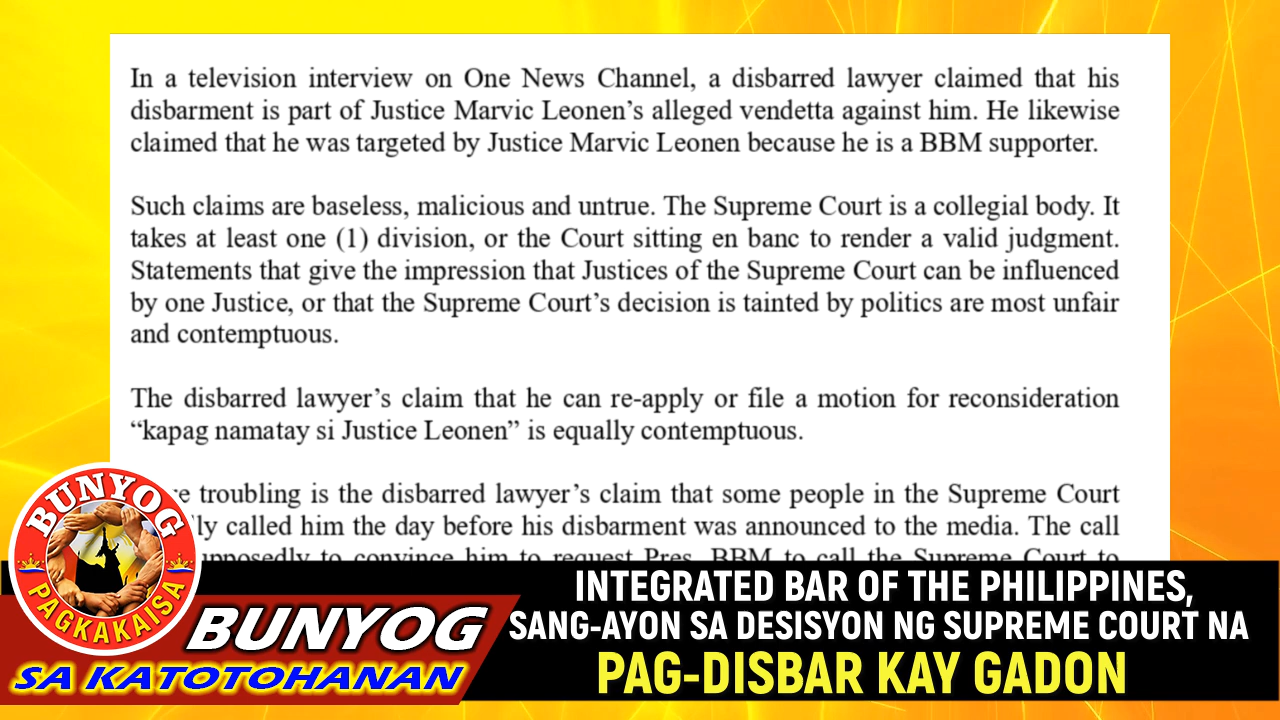 In a television interview on One News Channel, a disbarred lawyer claimed that his
disbarment is part of Justice Marvic Leonen’s alleged vendetta against him. He likewise
claimed that he was targeted by Justice Marvic Leonen because he is a BBM supporter.
Such claims are baseless, malicious and untrue. The Supreme Court is a collegial body. It
takes at least one (1) division, or the Court sitting en banc to render a valid judgment.
Statements that give the impression that Justices of the Supreme Court can be influenced
by one Justice, or that the Supreme Court’s decision is tainted by politics are most unfair
and contemptuous.
The disbarred lawyer’s claim that he can re-apply or file a motion for reconsideration
“kapag namatay si Justice Leonen” is equally contemptuous.
troubling is the disbarred lawyer’s claim that some people in the Supreme Court
called him the day before his disbarment was announced to the media. The call
to convince him to request Pres. BBM to call the Supreme Court to
BUNYOG
PAGKAKAISA
BUNYOG
SA KATOTOHANAN
INTEGRATED BAR OF THE PHILIPPINES,
SANG-AYON SA DESISYON NG SUPREME COURT NA
PAG-DISBAR KAY GADON